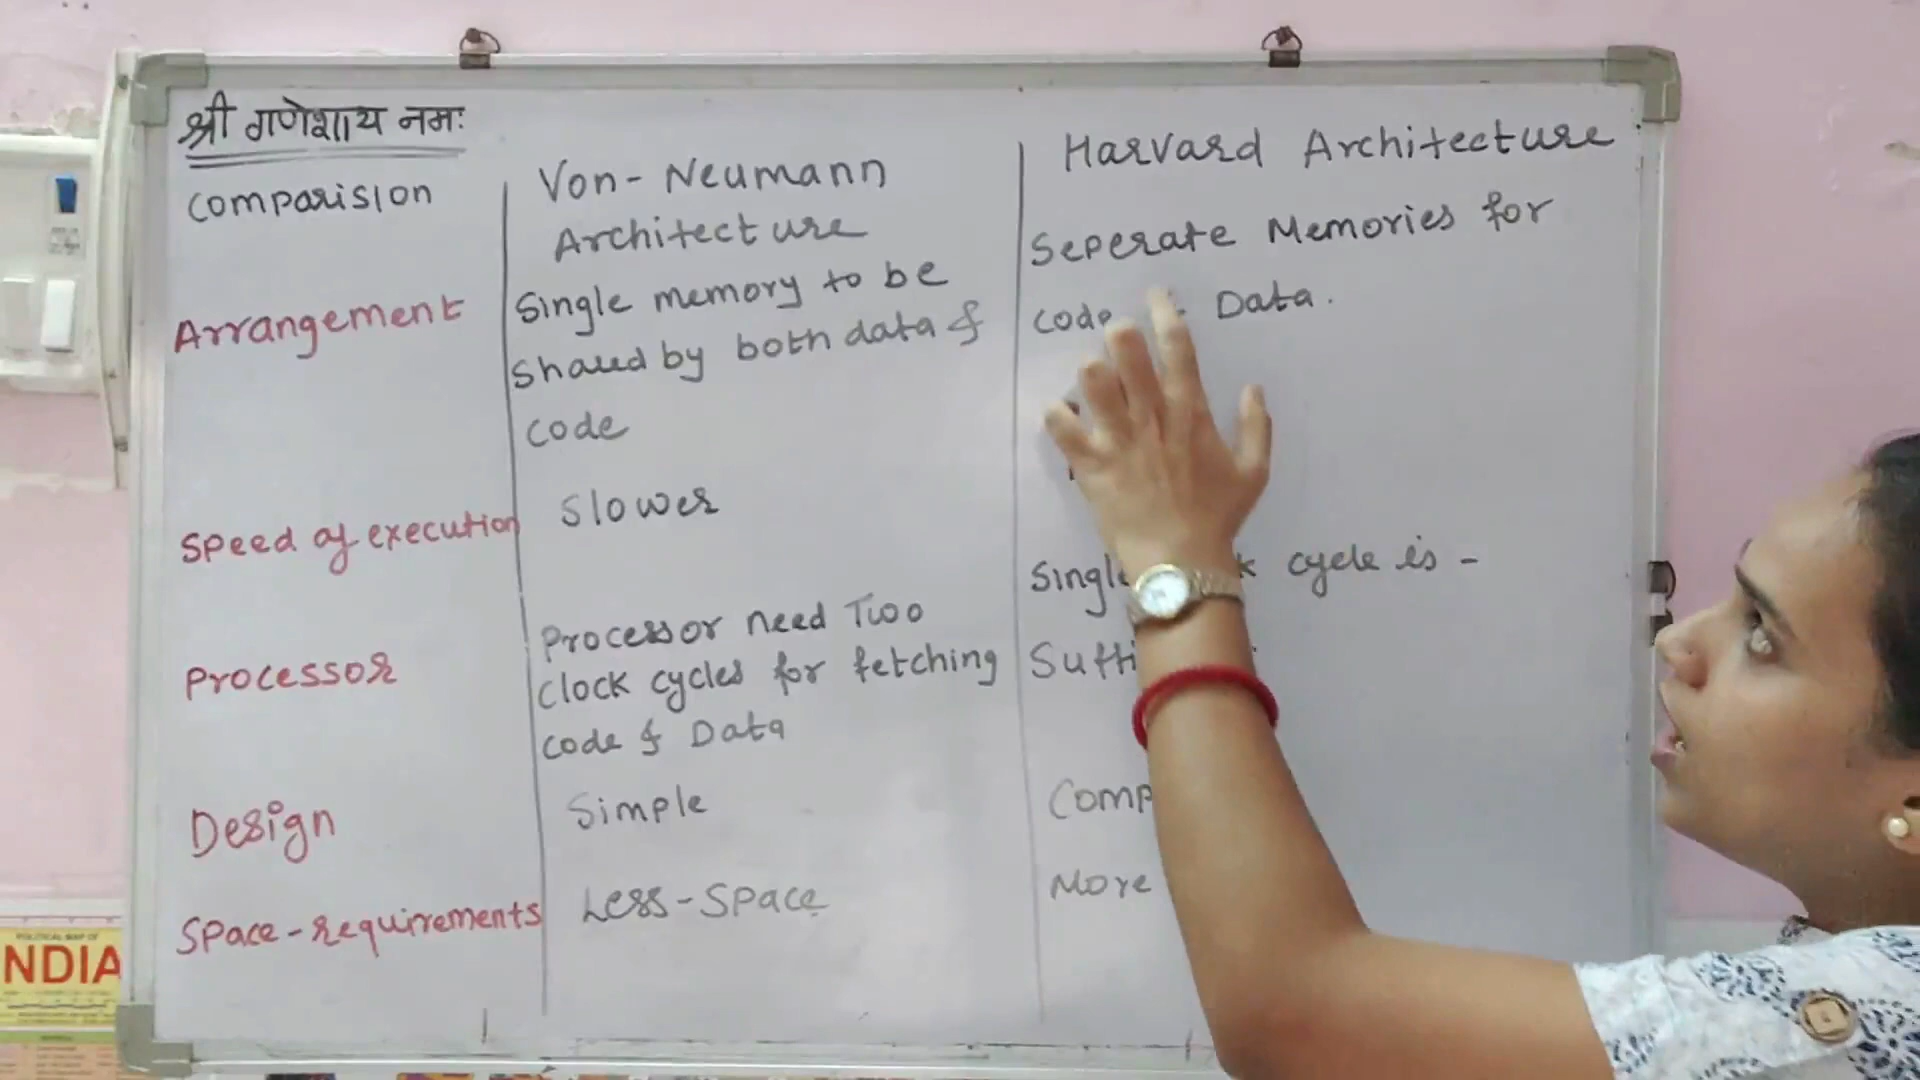 श्री गणेशाय नमः
Comparision
Von-Neumann
Architecture
Harvard Architecture
Arrangement
Single memory to be
Shared by both data &
code
Seperate Memories for
code Data.
Speed of execution
Slower
Processor
Processor need Two
Clock cycles for fetching
code & Data
Single cycle is -
Design
Simple
Space-requirements
Less-Space
More
NDIA